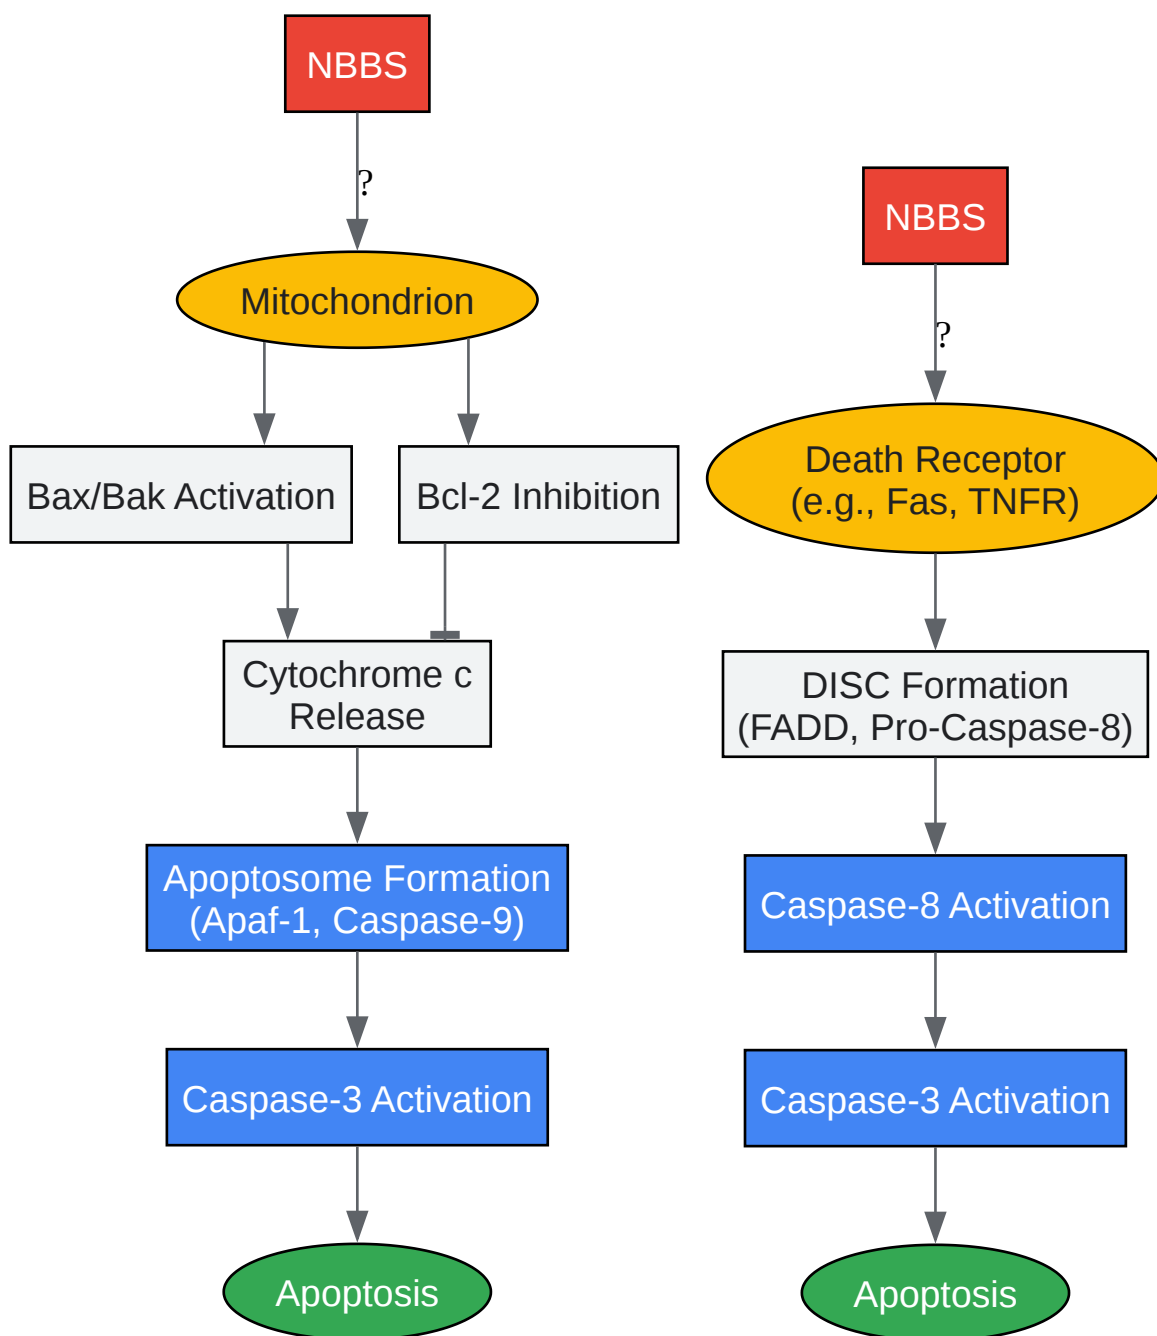 NBBS
?
Mitochondrion
Bax/Bak Activation
Bcl-2 Inhibition
Cytochrome c
Release
Apoptosome Formation
(Apaf-1, Caspase-9)
Caspase-3 Activation
Apoptosis
NBBS
?
Death Receptor
(e.g., Fas, TNFR)
DISC Formation
(FADD, Pro-Caspase-8)
Caspase-8 Activation
Caspase-3 Activation
Apoptosis